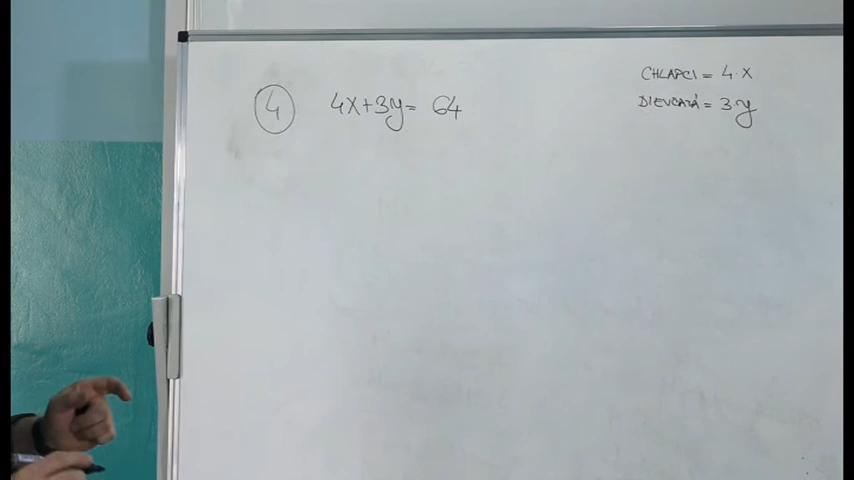 4 4x+3y= 64
CHLAPCI = 4·x
DIEVČATÁ = 3·y